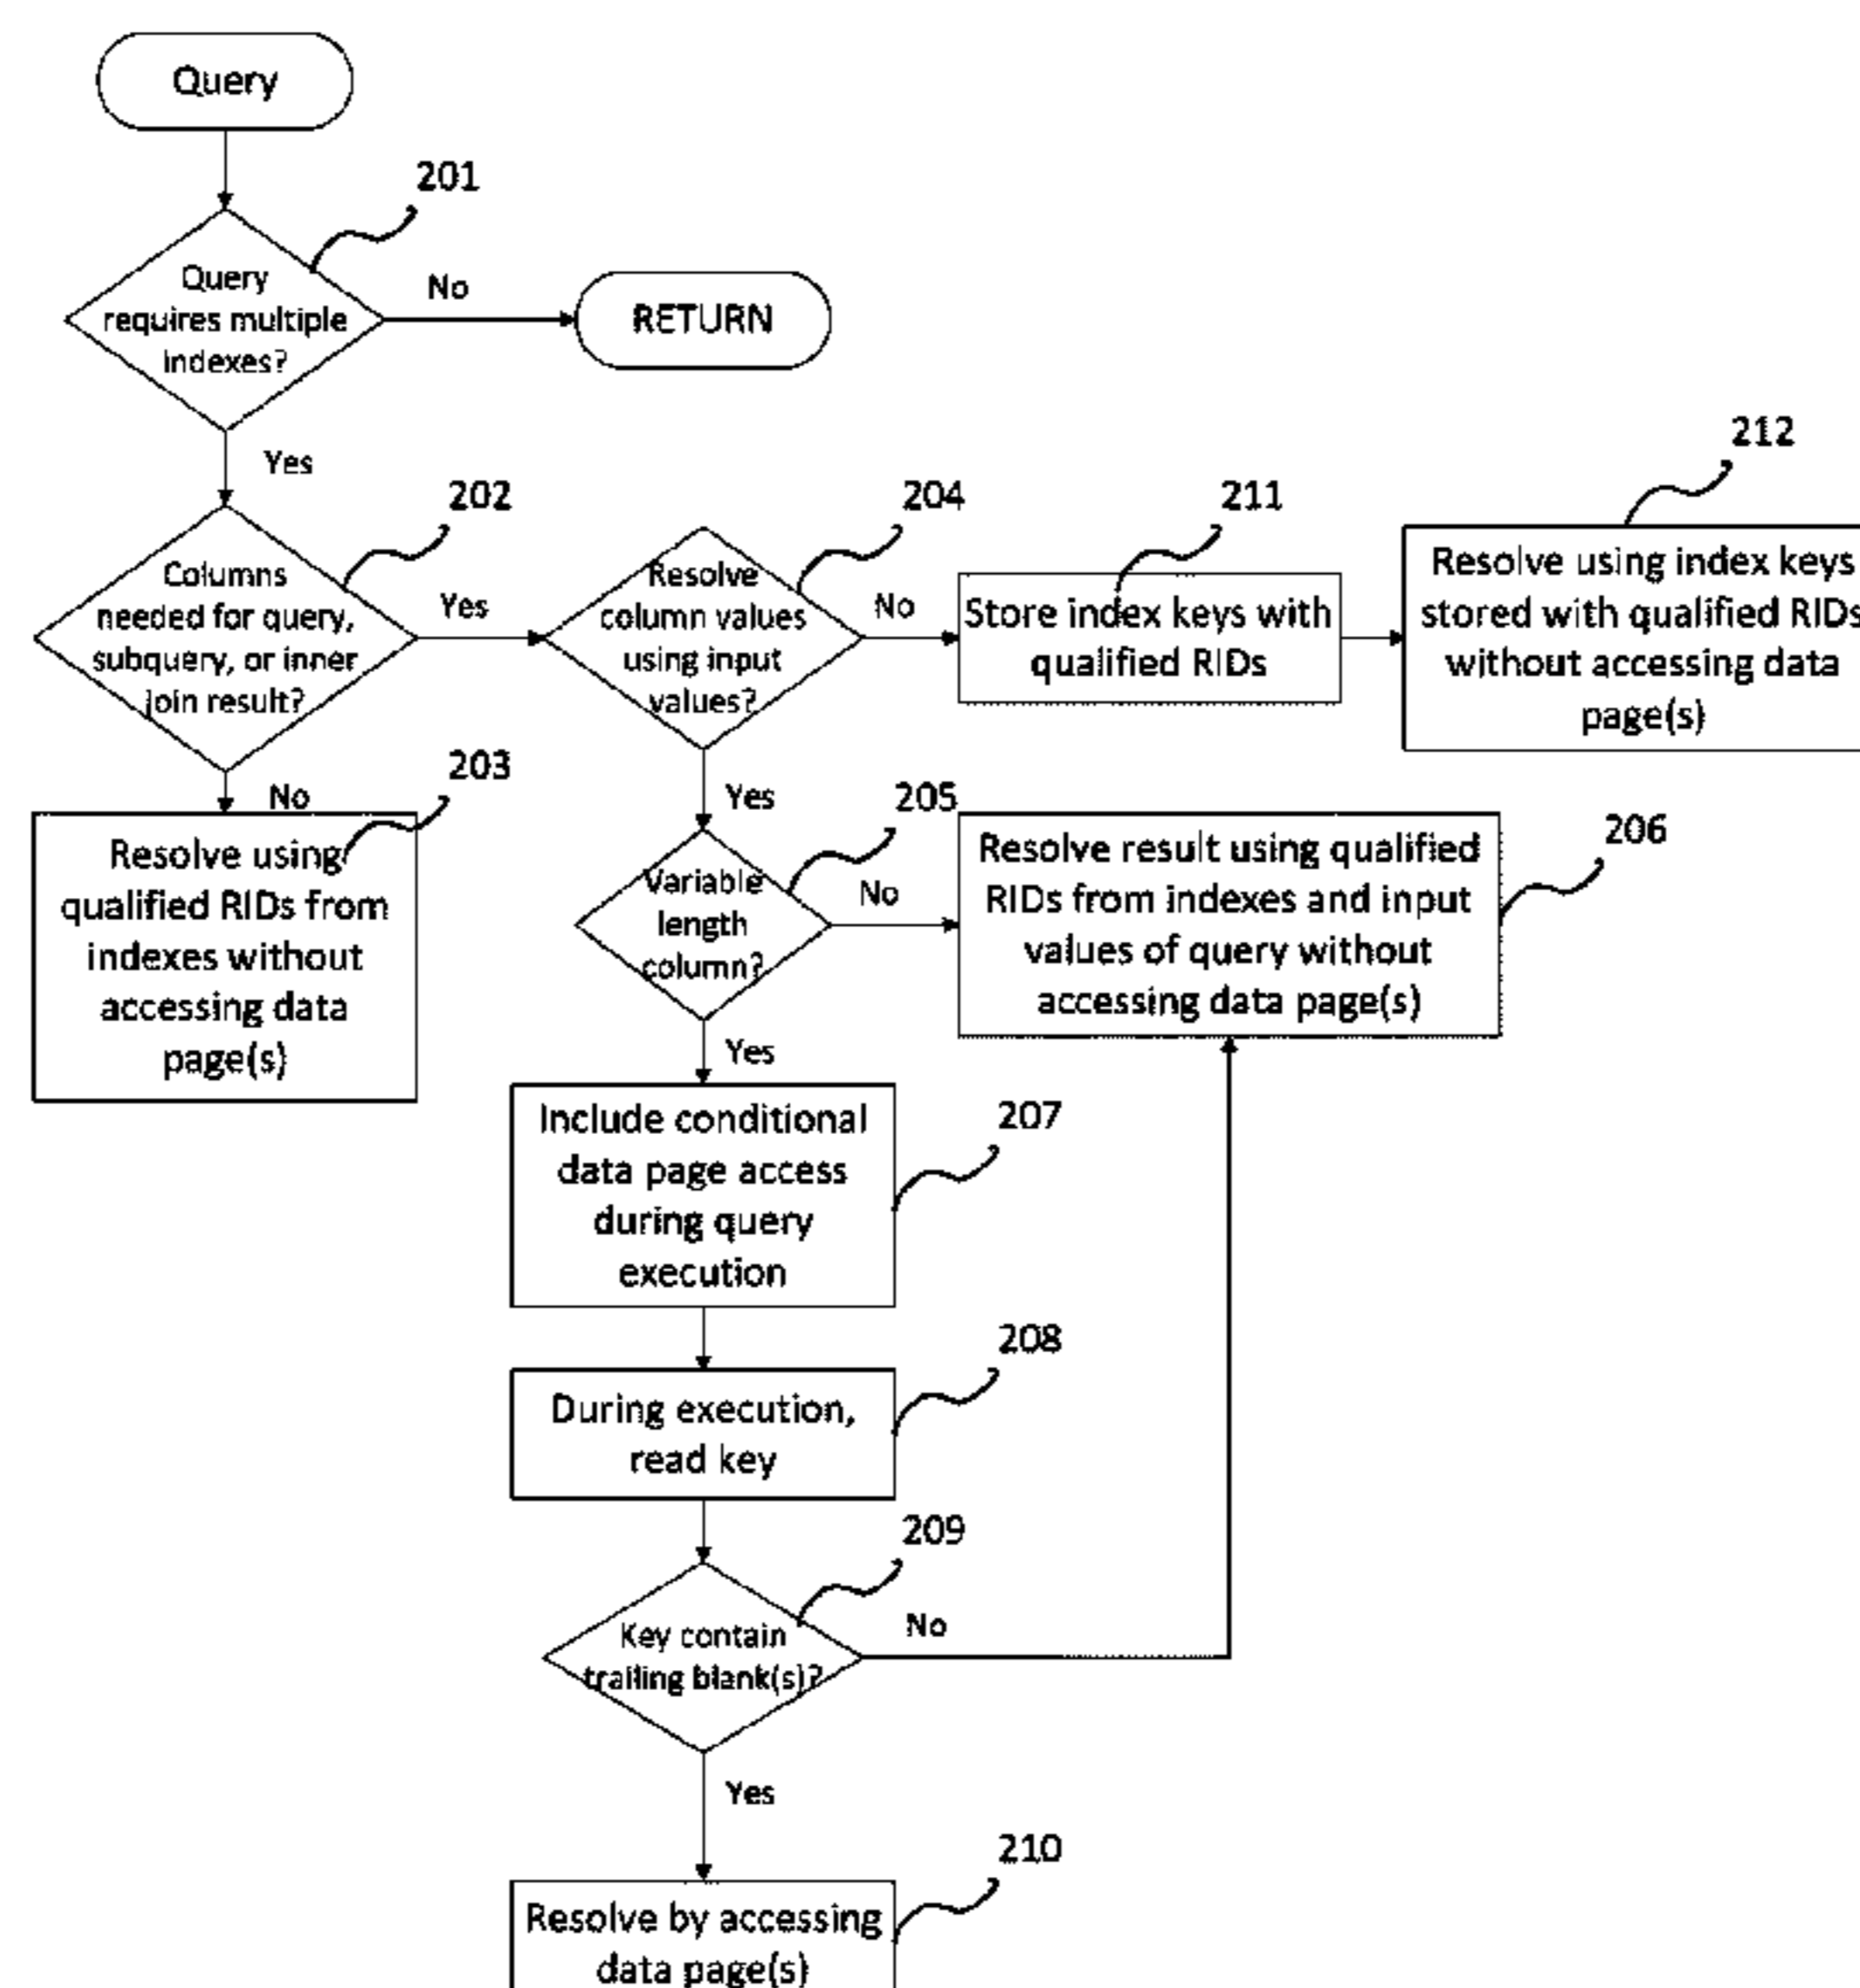 Query
201
Query
requires multiple
indexes?
No
RETURN
Yes
202
Columns
needed for query,
subquery, or inner
join result?
Yes
204
Resolve
column values
using input
values?
No
211
Store index keys with
qualified RIDs
212
Resolve using index keys
stored with qualified RIDs
without accessing data
page(s)
No
203
Resolve using
qualified RIDs from
indexes without
accessing data
page(s)
Yes
205
Variable
length
column?
No
206
Resolve result using qualified
RIDs from indexes and input
values of query without
accessing data page(s)
Yes
207
Include conditional
data page access
during query
execution
208
During execution,
read key
209
Key contain
trailing blank(s)?
No
Yes
210
Resolve by accessing
data page(s)